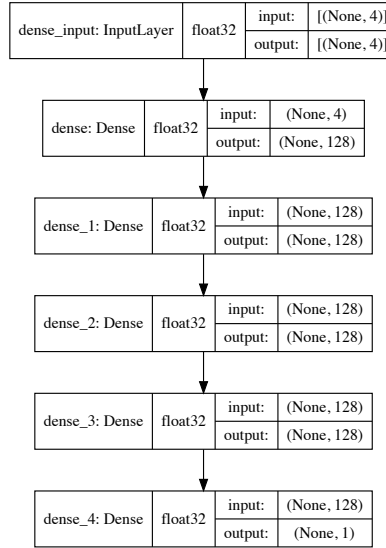 dense_input: InputLayer float32 input: [(None, 4)]
output: [(None, 4)]
dense: Dense float32 input: (None, 4)
output: (None, 128)
dense_1: Dense float32 input: (None, 128)
output: (None, 128)
dense_2: Dense float32 input: (None, 128)
output: (None, 128)
dense_3: Dense float32 input: (None, 128)
output: (None, 128)
dense_4: Dense float32 input: (None, 128)
output: (None, 1)